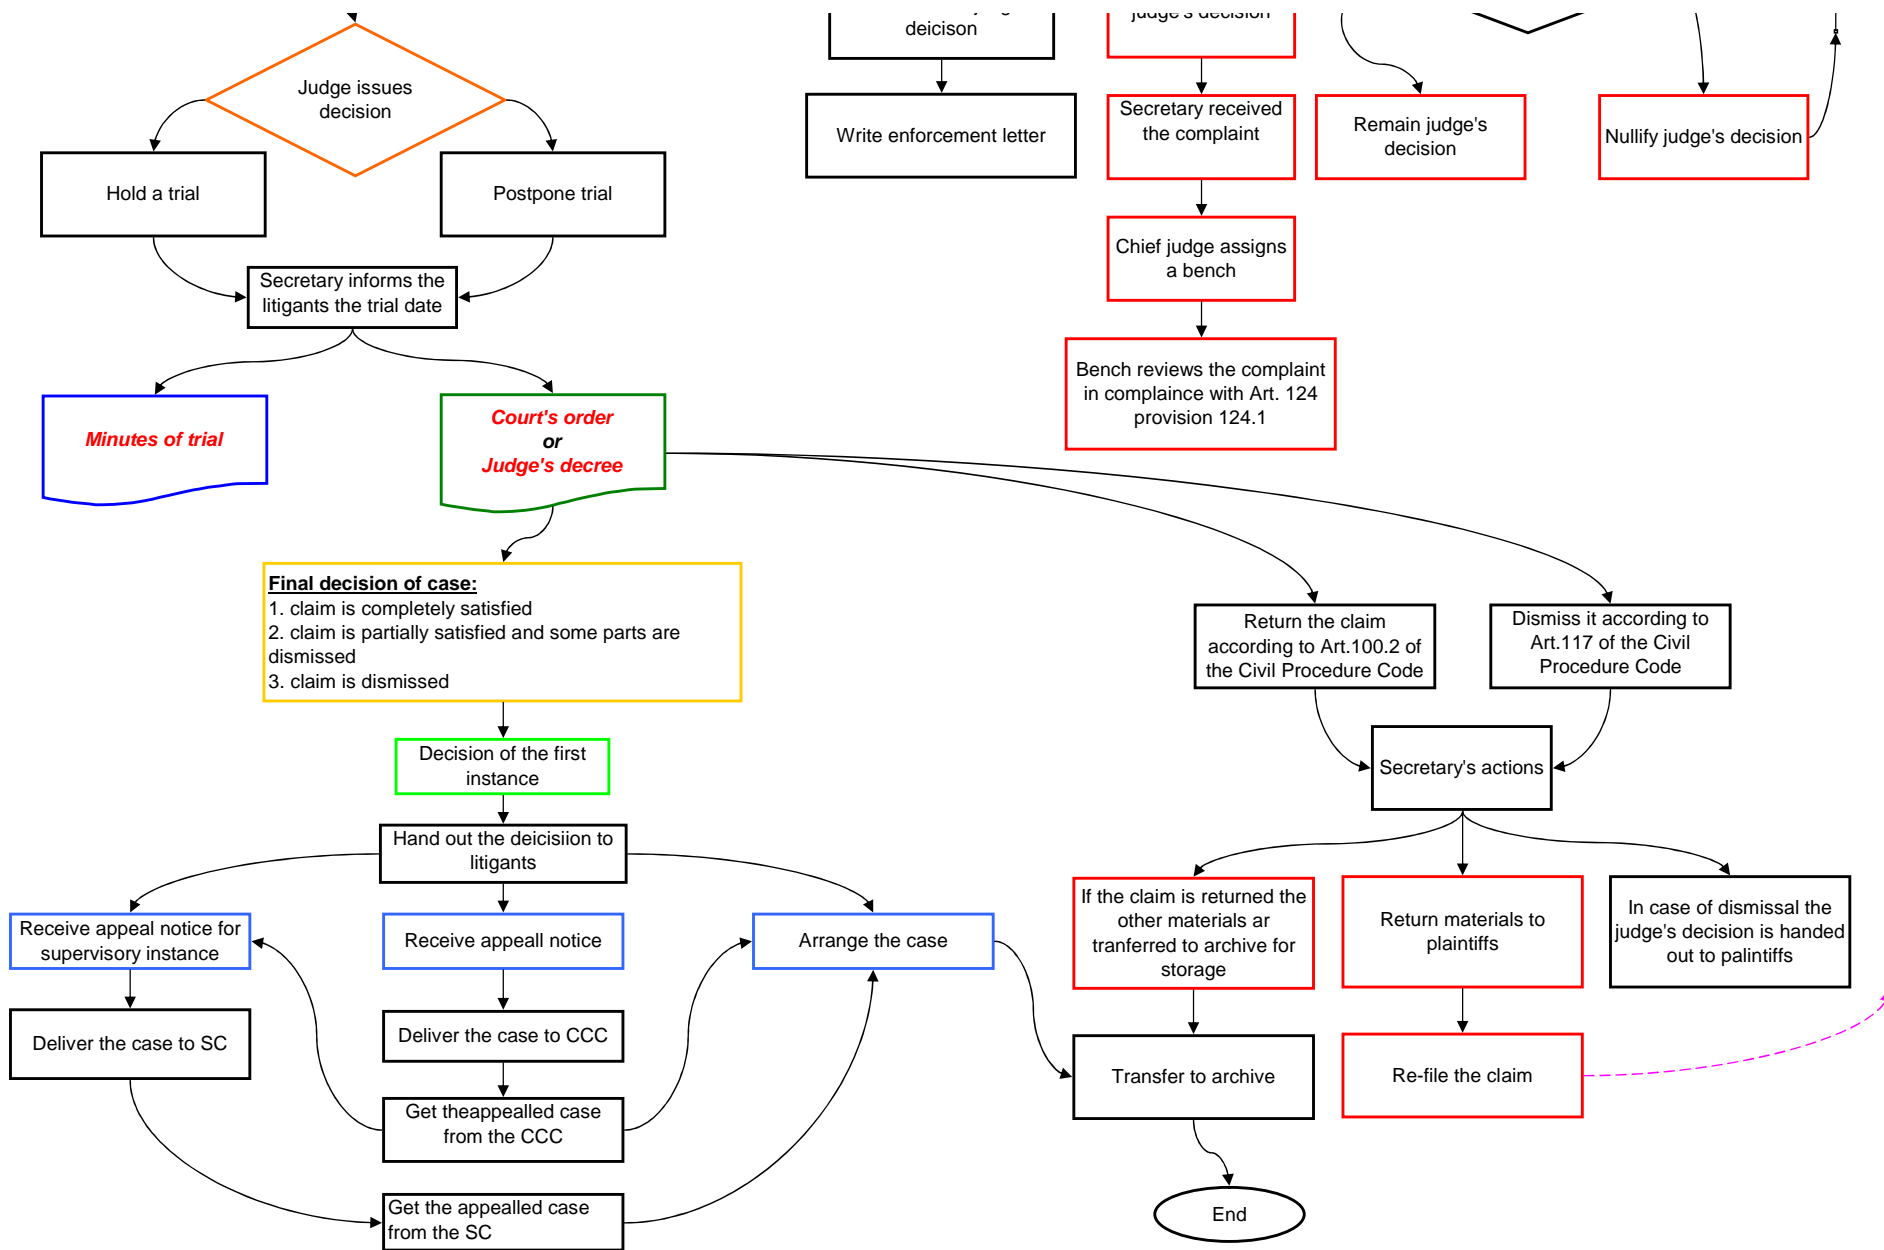 deicison
judge's decision
Judge issues
decision
Secretary received
the complaint
Write enforcement letter
Remain judge's
decision
Nullify judge's decision
Hold a trial
Postpone trial
Chief judge assigns
a bench
Secretary informs the
litigants the trial date
Bench reviews the complaint
in complaince with Art. 124
provision 124.1
Minutes of trial
Court's order
or
Judge's decree
Final decision of case:
1. claim is completely satisfied
2. claim is partially satisfied and some parts are
dismissed
3. claim is dismissed
Return the claim
according to Art.100.2 of
the Civil Procedure Code
Dismiss it according to
Art.117 of the Civil
Procedure Code
Decision of the first
instance
Secretary's actions
Hand out the deicisiion to
litigants
Receive appeal notice for
supervisory instance
Receive appeall notice
Arrange the case
If the claim is returned the
other materials ar
tranferred to archive for
storage
Return materials to
plaintiffs
In case of dismissal the
judge's decision is handed
out to palintiffs
Deliver the case to SC
Deliver the case to CCC
Transfer to archive
Re-file the claim
Get theappealled case
from the CCC
Get the appealled case
from the SC
End